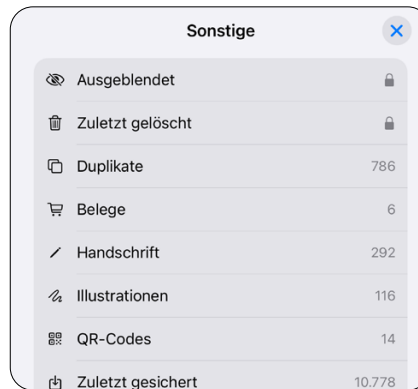 Sonstige
Ausgeblendet
Zuletzt gelöscht
Duplikate 786
Belege 6
Handschrift 292
Illustrationen 116
QR-Codes 14
Zuletzt gesichert 10.778